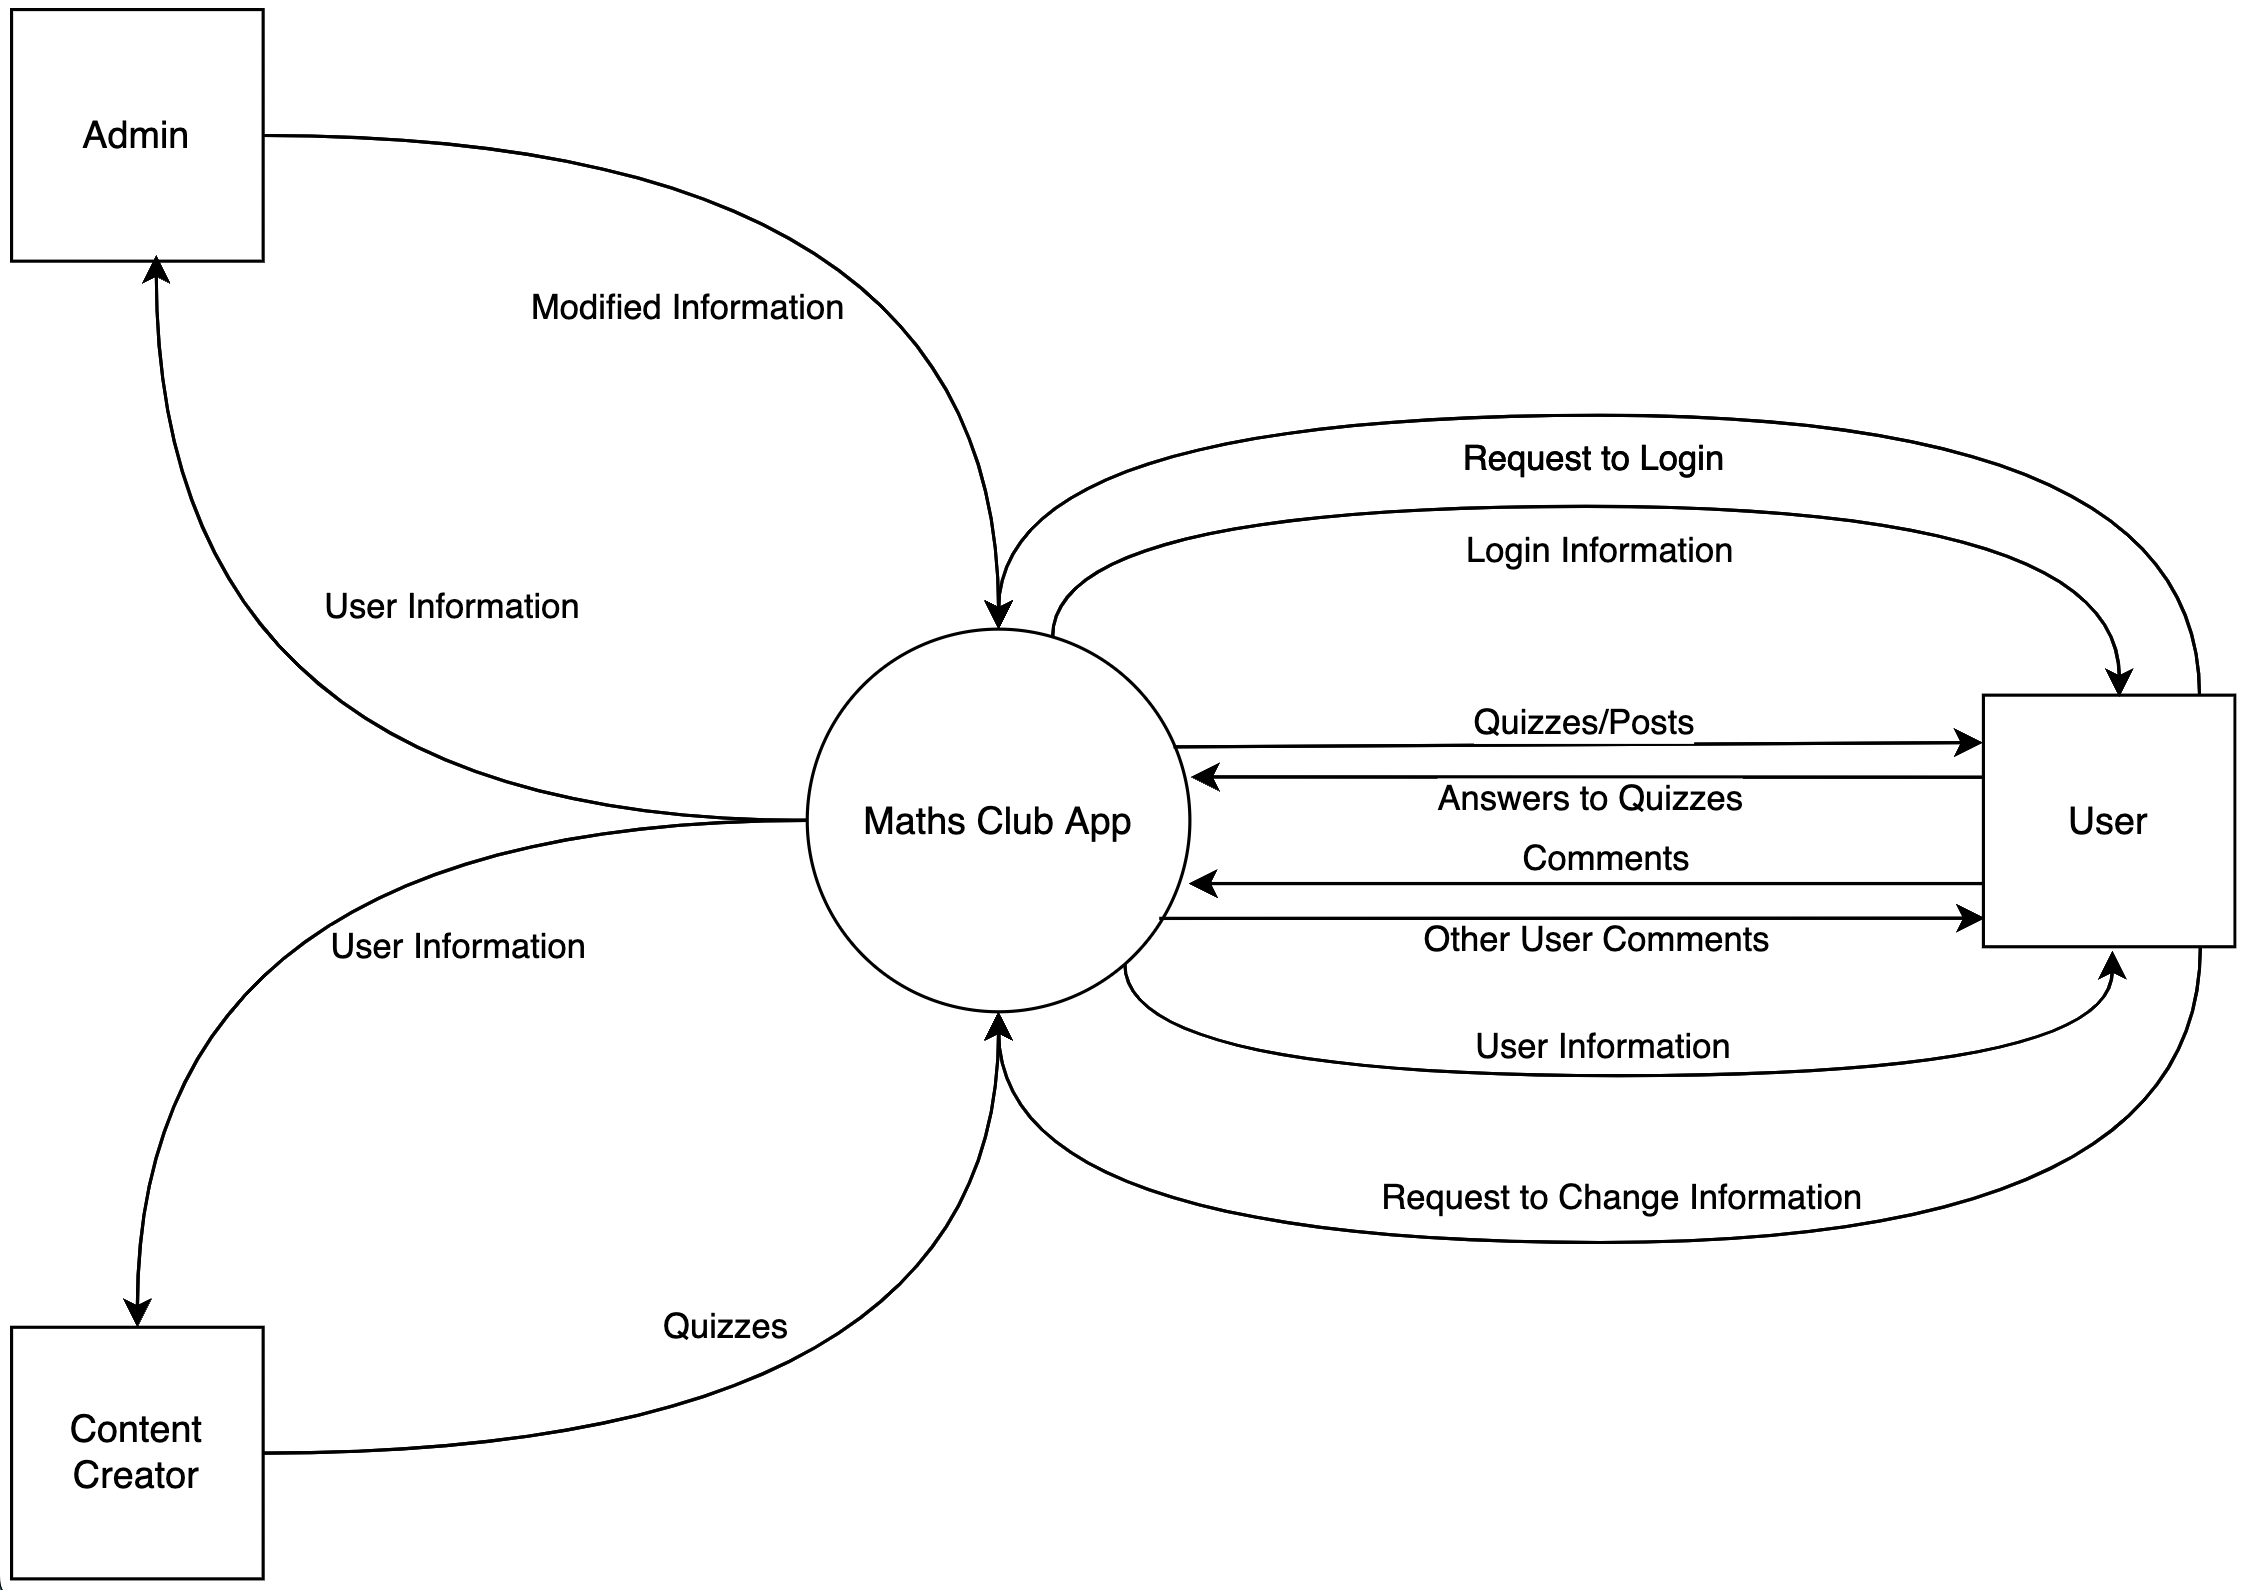 Admin
Modified Information
Request to Login
Login Information
User Information
Quizzes/Posts
Answers to Quizzes
Maths Club App
User
Comments
Other User Comments
User Information
User Information
Request to Change Information
Quizzes
Content
Creator